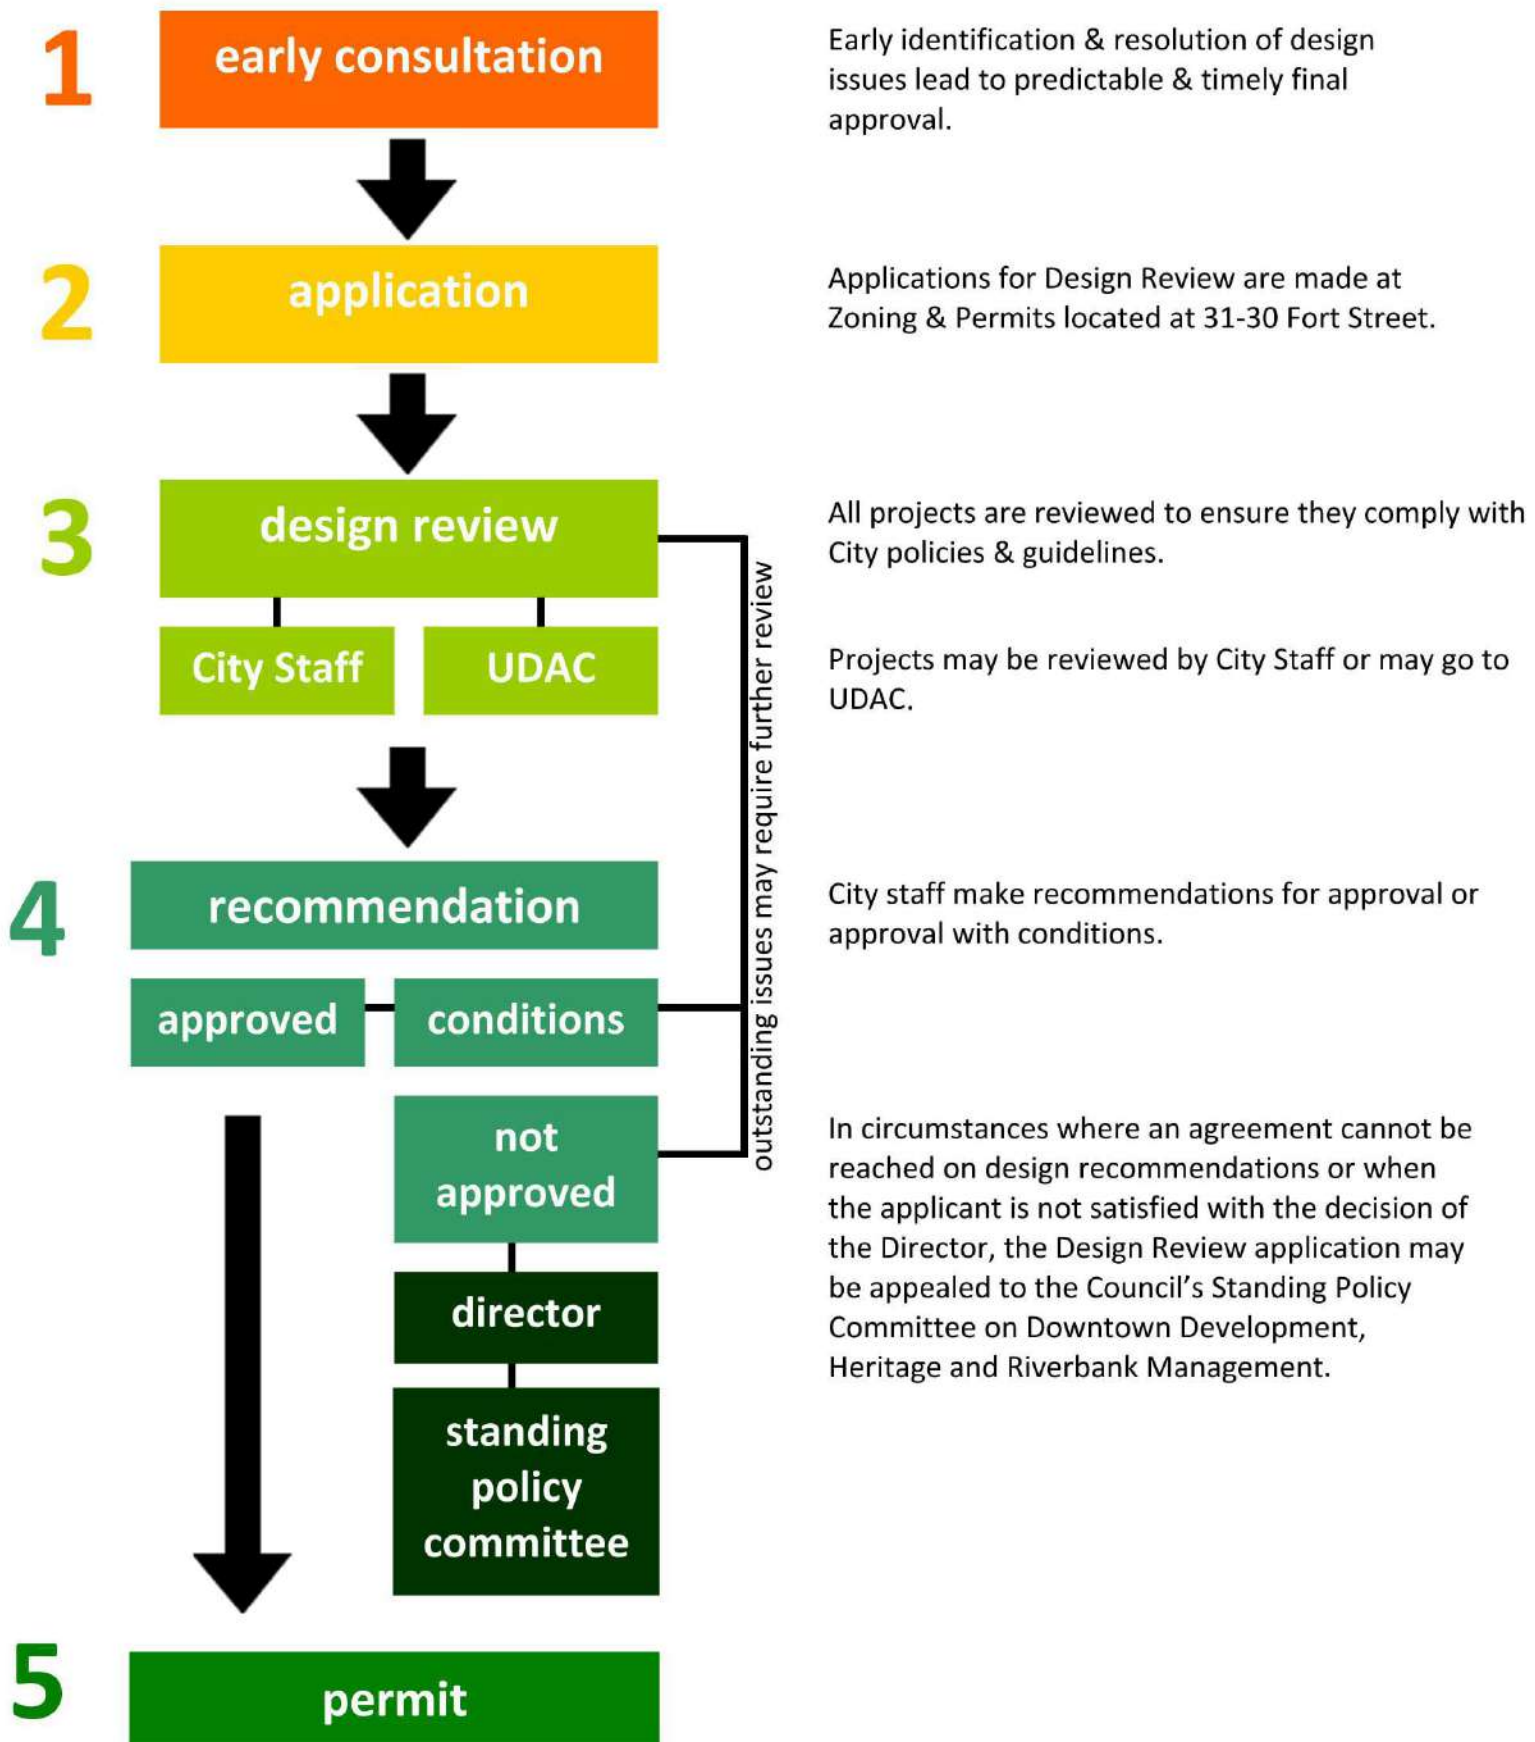 1
early consultation
Early identification & resolution of design
issues lead to predictable & timely final
approval.
2
application
Applications for Design Review are made at
Zoning & Permits located at 31-30 Fort Street.
3
design review
All projects are reviewed to ensure they comply with
City policies & guidelines.
City Staff
UDAC
Projects may be reviewed by City Staff or may go to
UDAC.
outstanding issues may require further review
4
recommendation
City staff make recommendations for approval or
approval with conditions.
approved
conditions
not
approved
In circumstances where an agreement cannot be
reached on design recommendations or when
the applicant is not satisfied with the decision of
the Director, the Design Review application may
be appealed to the Council’s Standing Policy
Committee on Downtown Development,
Heritage and Riverbank Management.
director
standing
policy
committee
5
permit